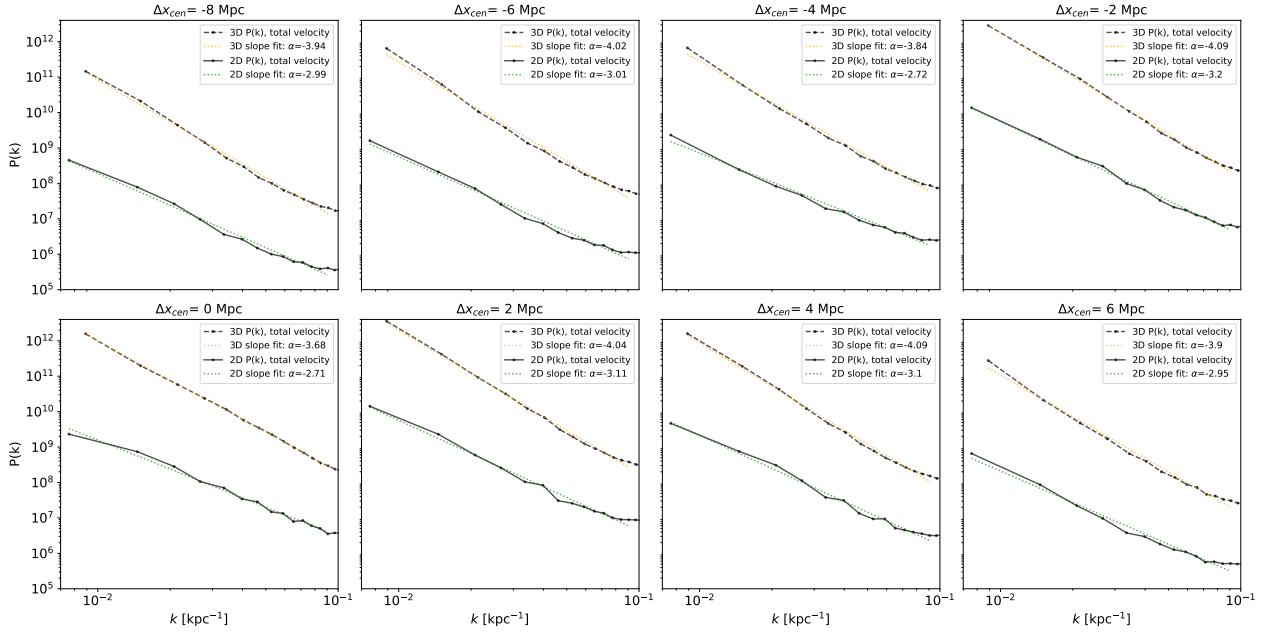 Δx_cen= -8 Mpc
Δx_cen= -6 Mpc
Δx_cen= -4 Mpc
Δx_cen= -2 Mpc
3D P(k), total velocity
3D slope fit: α=-3.94
2D P(k), total velocity
2D slope fit: α=-2.99
3D P(k), total velocity
3D slope fit: α=-4.02
2D P(k), total velocity
2D slope fit: α=-3.01
3D P(k), total velocity
3D slope fit: α=-3.84
2D P(k), total velocity
2D slope fit: α=-2.72
3D P(k), total velocity
3D slope fit: α=-4.09
2D P(k), total velocity
2D slope fit: α=-3.2
P(k)
10^12
10^11
10^10
10^9
10^8
10^7
10^6
10^5
Δx_cen= 0 Mpc
Δx_cen= 2 Mpc
Δx_cen= 4 Mpc
Δx_cen= 6 Mpc
3D P(k), total velocity
3D slope fit: α=-3.68
2D P(k), total velocity
2D slope fit: α=-2.71
3D P(k), total velocity
3D slope fit: α=-4.04
2D P(k), total velocity
2D slope fit: α=-3.11
3D P(k), total velocity
3D slope fit: α=-4.09
2D P(k), total velocity
2D slope fit: α=-3.1
3D P(k), total velocity
3D slope fit: α=-3.9
2D P(k), total velocity
2D slope fit: α=-2.95
P(k)
10^12
10^11
10^10
10^9
10^8
10^7
10^6
10^5
10^-2 10^-1
10^-2 10^-1
10^-2 10^-1
10^-2 10^-1
k [kpc^-1]
k [kpc^-1]
k [kpc^-1]
k [kpc^-1]